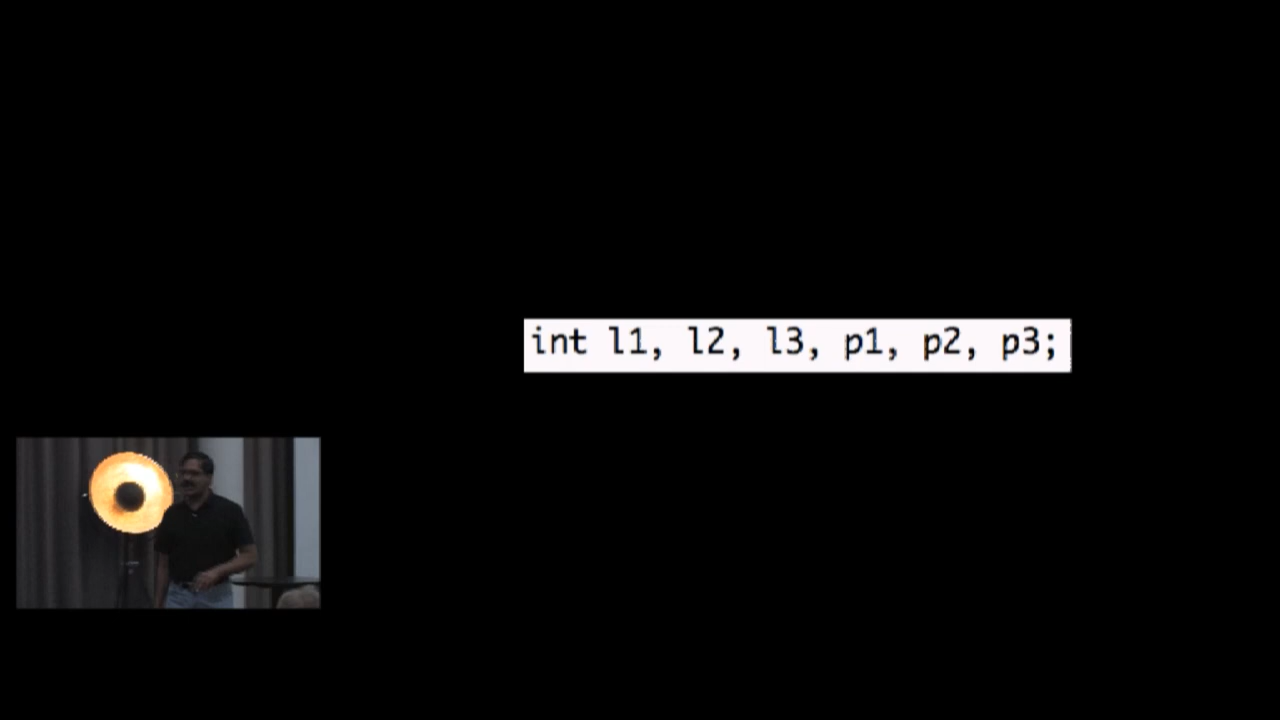 int l1, l2, l3, p1, p2, p3;